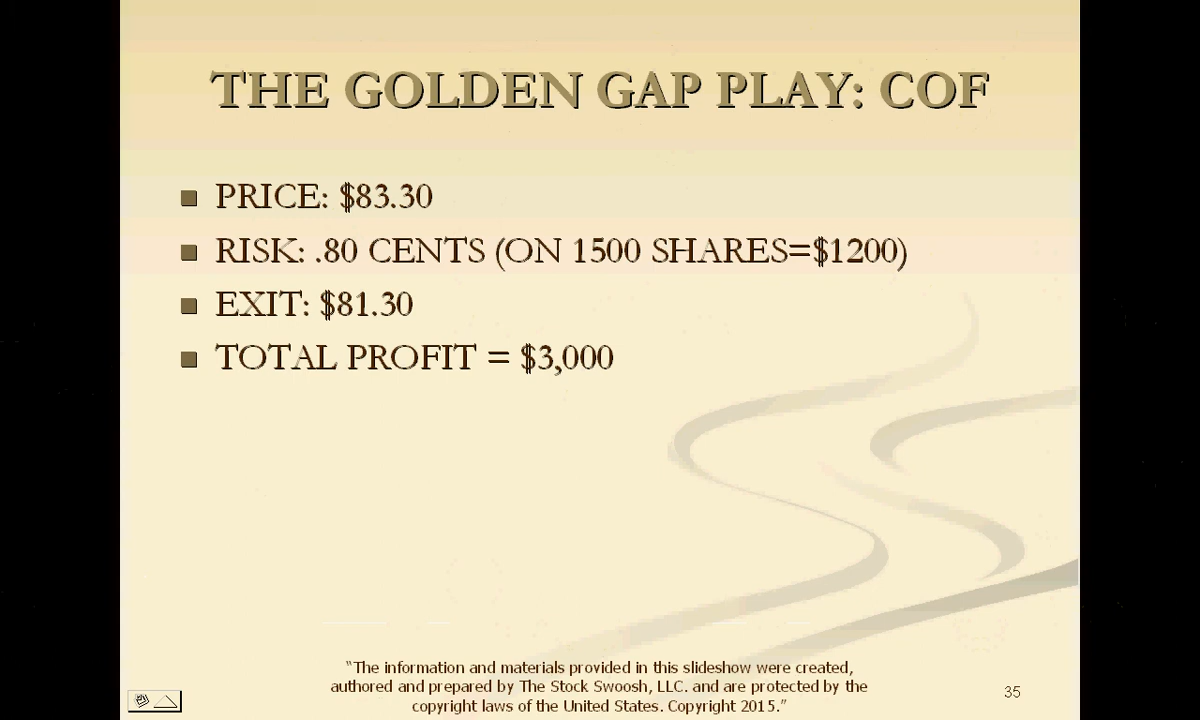 THE GOLDEN GAP PLAY: COF
PRICE: $83.30
RISK: .80 CENTS (ON 1500 SHARES=$1200)
EXIT: $81.30
TOTAL PROFIT = $3,000
"The information and materials provided in this slideshow were created,
authored and prepared by The Stock Swoosh, LLC. and are protected by the
copyright laws of the United States. Copyright 2015."
35